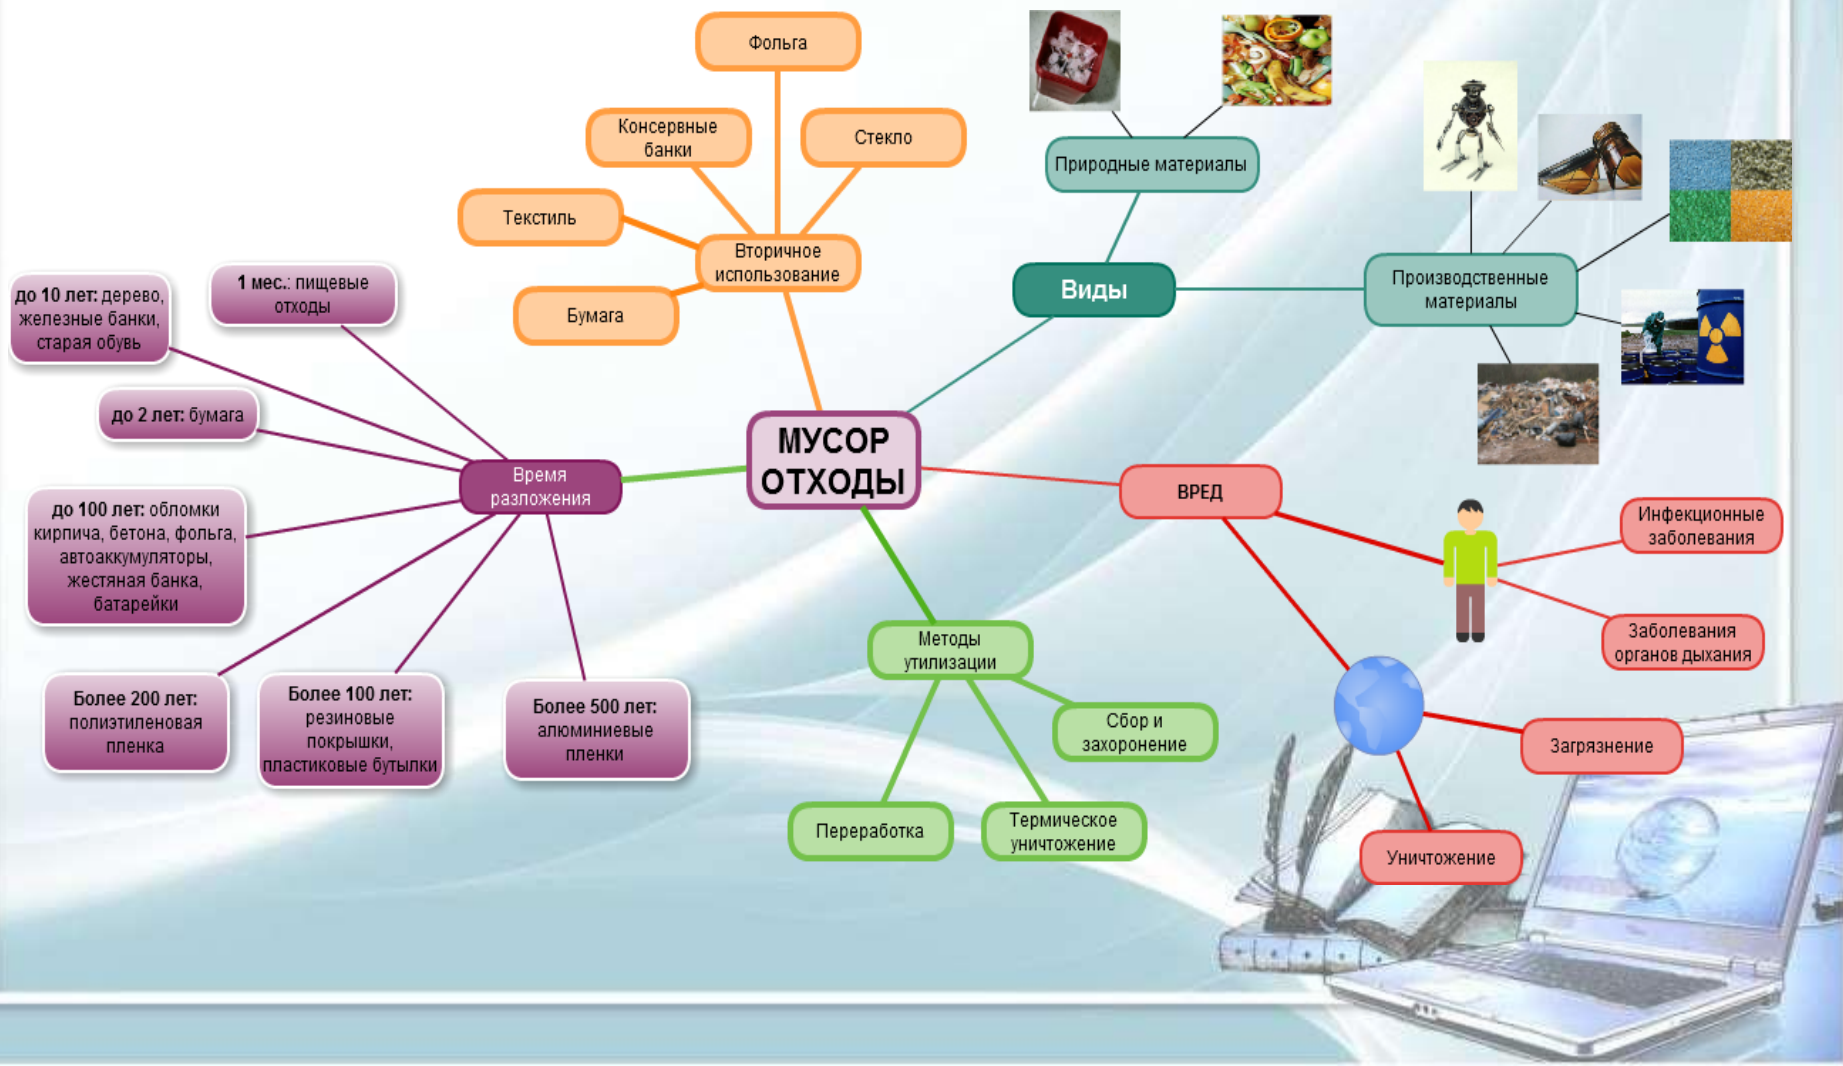 Фольга
Консервные
банки
Стекло
Текстиль
Вторичное
использование
Бумага
Природные материалы
Виды
Производственные
материалы
1 мес.: пищевые
отходы
до 10 лет: дерево,
железные банки,
старая обувь
до 2 лет: бумага
Время
разложения
до 100 лет: обломки
кирпича, бетона, фольга,
автоаккумуляторы,
жестяная банка,
батарейки
Более 200 лет:
полиэтиленовая
пленка
Более 100 лет:
резиновые
покрышки,
пластиковые бутылки
Более 500 лет:
алюминиевые
пленки
МУСОР
ОТХОДЫ
ВРЕД
Инфекционные
заболевания
Заболевания
органов дыхания
Загрязнение
Уничтожение
Методы
утилизации
Сбор и
захоронение
Переработка
Термическое
уничтожение